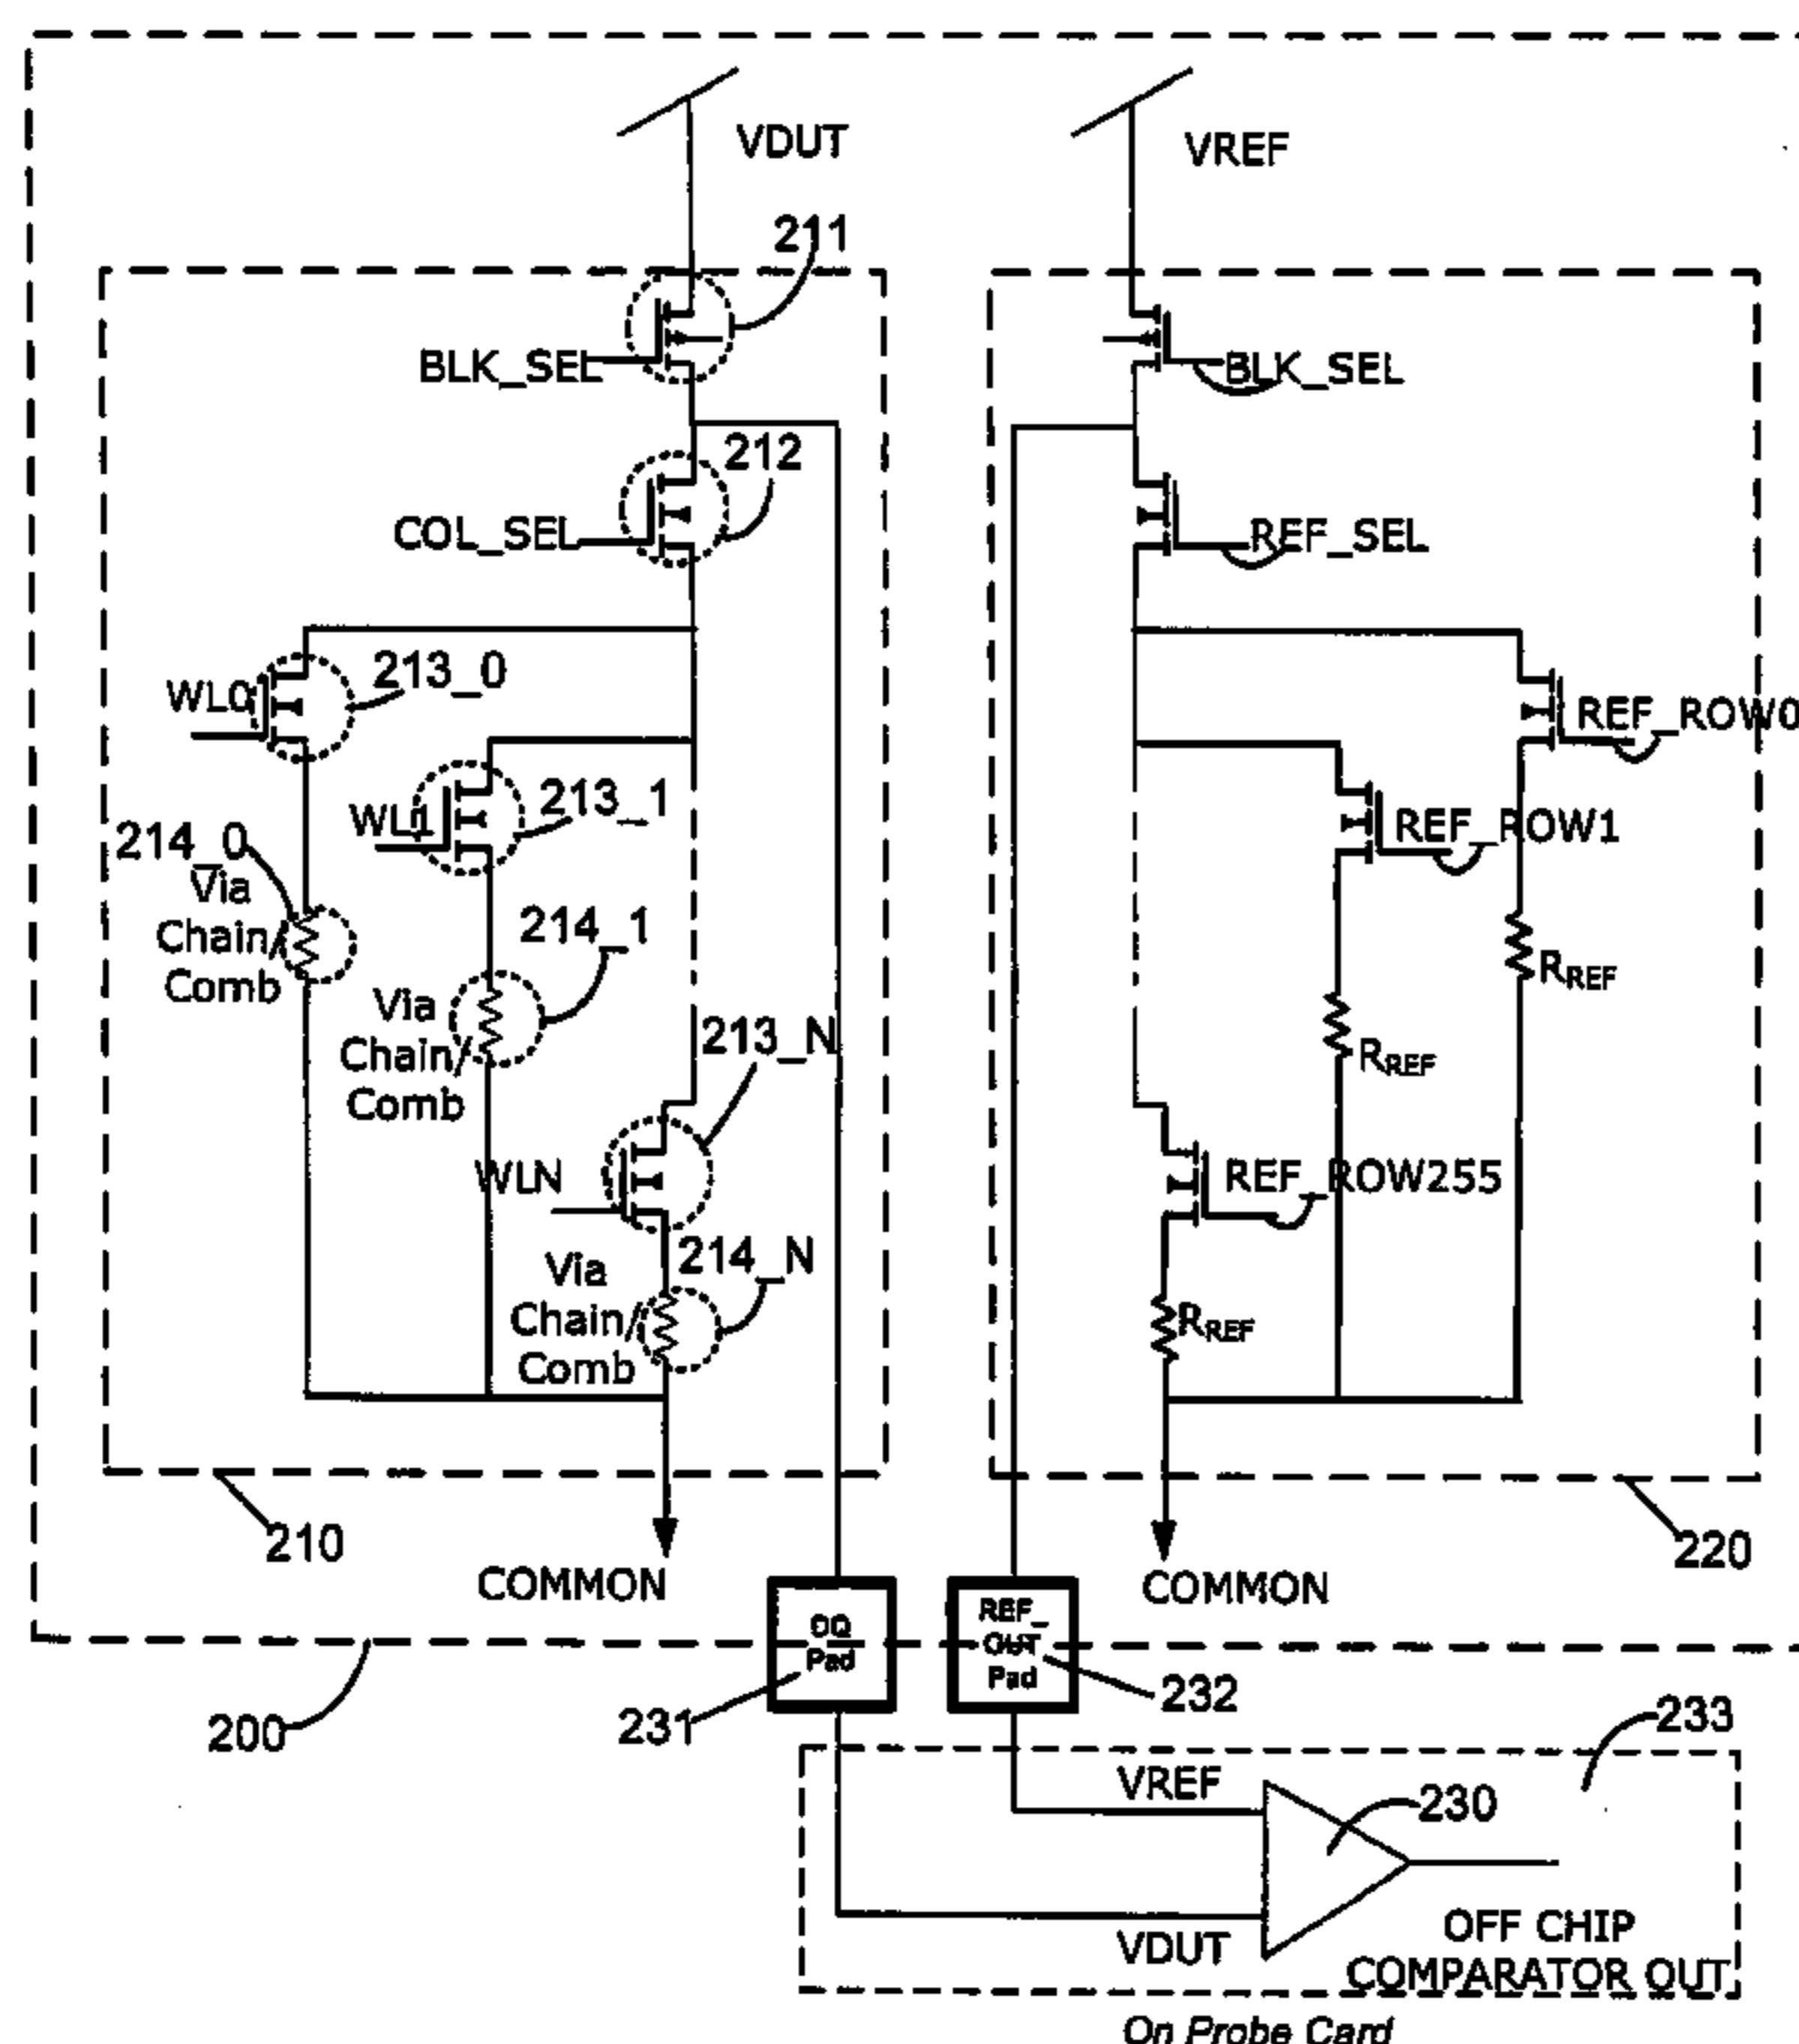 VDUT
VREF
211
BLK_SEL
BLK_SEL
212
COL_SEL
REF_SEL
WL0
213_0
REF_ROW0
WL1
213_1
REF_ROW1
214_0
Via
Chain/
Comb
214_1
Via
Chain/
Comb
RREF
RREF
213_N
WLN
REF_ROW255
214_N
Via
Chain/
Comb
RREF
210
220
COMMON
COMMON
DQ
Pad
REF_
OUT
Pad
231
232
200
233
VREF
230
VDUT
OFF CHIP
COMPARATOR OUT
On Probe Card